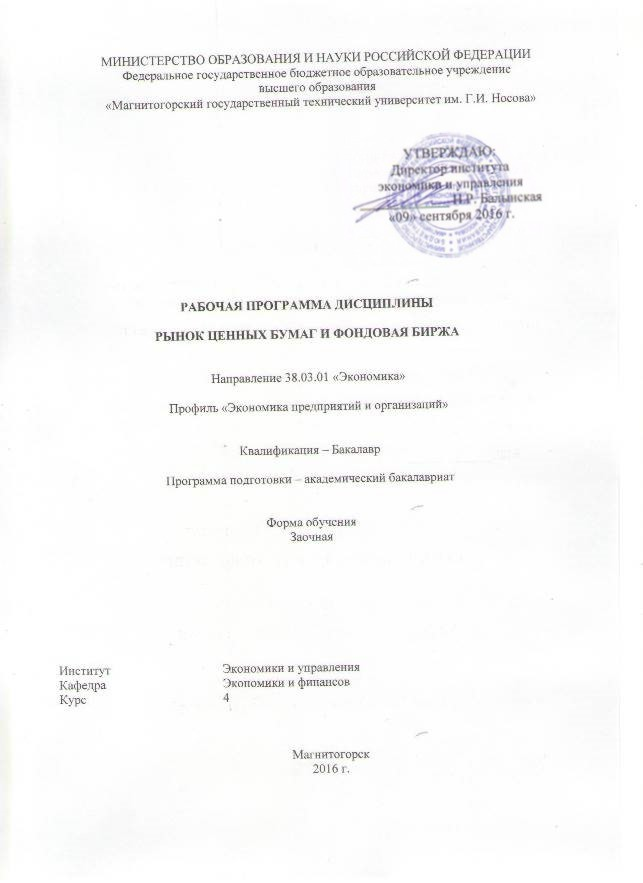 МИНИСТЕРСТВО ОБРАЗОВАНИЯ И НАУКИ РОССИЙСКОЙ ФЕДЕРАЦИИ
Федеральное государственное бюджетное образовательное учреждение
высшего образования
«Магнитогорский государственный технический университет им. Г.И. Носова»
УТВЕРЖДАЮ:
Директор института
экономики и управления
Н.Р. Балынская
«09» сентября 2016 г.
РАБОЧАЯ ПРОГРАММА ДИСЦИПЛИНЫ
РЫНОК ЦЕННЫХ БУМАГ И ФОНДОВАЯ БИРЖА
Направление 38.03.01 «Экономика»
Профиль «Экономика предприятий и организаций»
Квалификация – Бакалавр
Программа подготовки – академический бакалавриат
Форма обучения
Заочная
Институт Экономики и управления
Кафедра Экономики и финансов
Курс 4
Магнитогорск
2016 г.